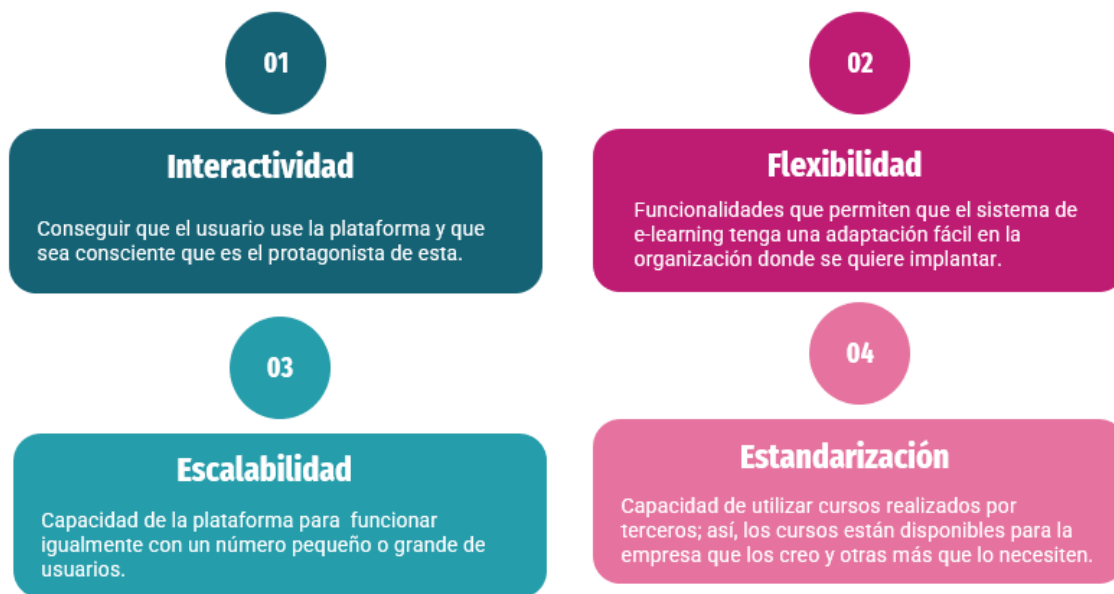 01
Interactividad
Conseguir que el usuario use la plataforma y que
sea consciente que es el protagonista de esta.
02
Flexibilidad
Funcionalidades que permiten que el sistema de
e-learning tenga una adaptación fácil en la
organización donde se quiere implantar.
03
Escalabilidad
Capacidad de la plataforma para funcionar
igualmente con un número pequeño o grande de
usuarios.
04
Estandarización
Capacidad de utilizar cursos realizados por
terceros; así, los cursos están disponibles para la
empresa que los creo y otras más que lo necesiten.